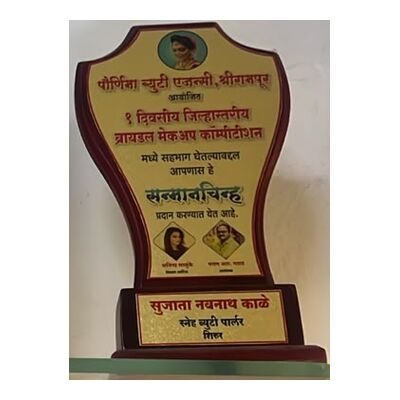 पौर्णिमा ब्युटी एजन्सी, श्रीरामपूर
आयोजित
१ दिवसीय जिल्हास्तरीय
ब्रायडल मेकअप कॉम्पीटीशन
मध्ये सहभाग घेतल्याबद्दल
आपणास हे
सन्मानचिन्ह
प्रदान करण्यात येत आहे.
सुजाता नवनाथ काळे
स्नेह ब्युटी पार्लर
शिरुर